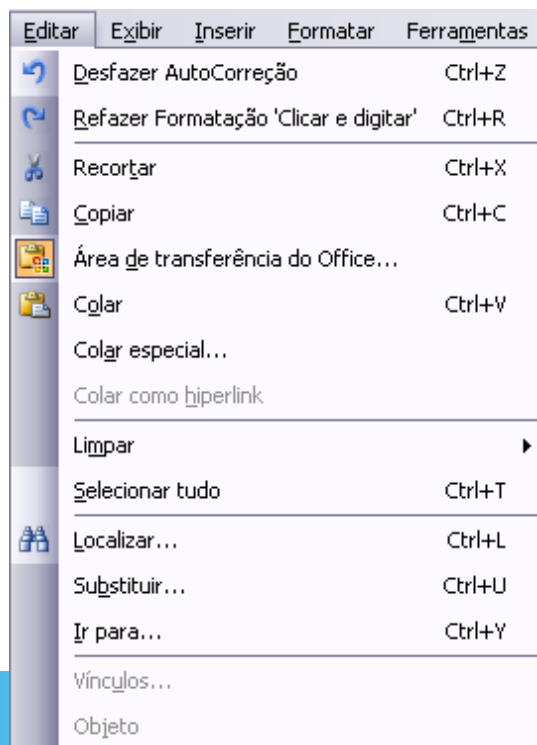 Editar Exibir Inserir Formatar Ferramentas
Desfazer AutoCorreção Ctrl+Z
Refazer Formatação 'Clicar e digitar' Ctrl+R
Recortar Ctrl+X
Copiar Ctrl+C
Área de transferência do Office...
Colar Ctrl+V
Colar especial...
Colar como hiperlink
Limpar
Selecionar tudo Ctrl+T
Localizar... Ctrl+L
Substituir... Ctrl+U
Ir para... Ctrl+Y
Vínculos...
Objeto